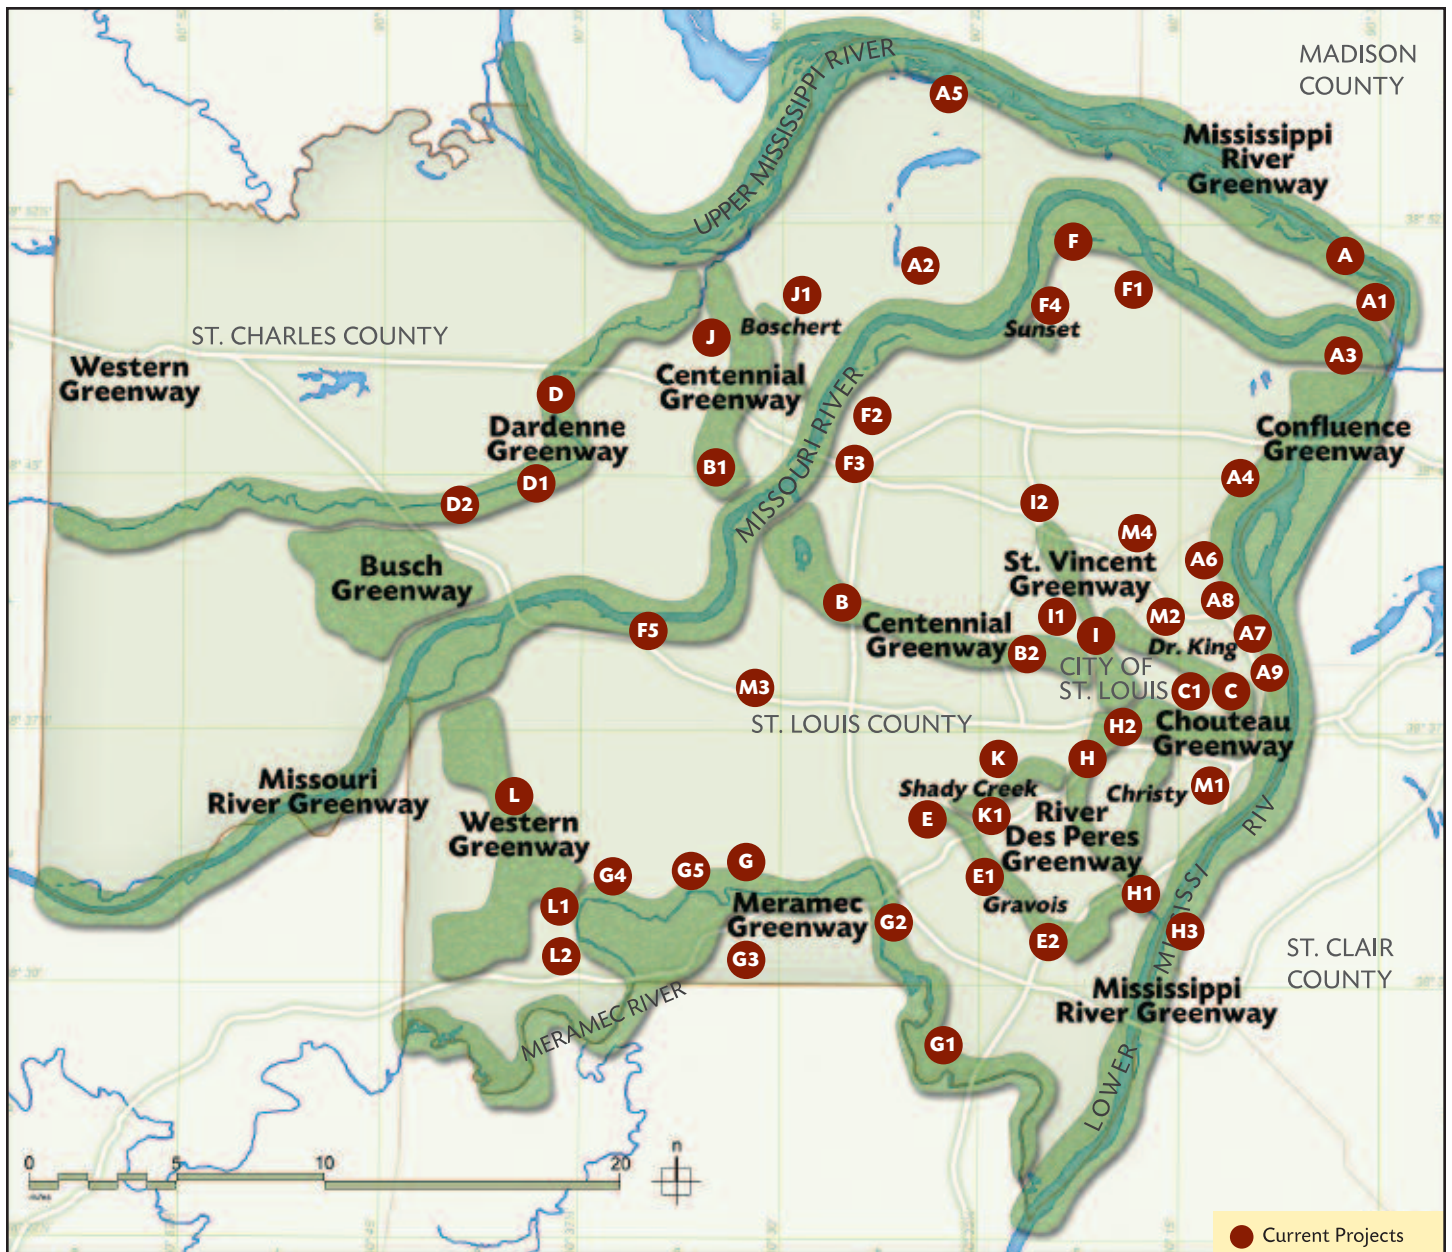 MADISON
COUNTY
UPPER MISSISSIPPI RIVER
A5
Mississippi
River
Greenway
F
A
A2
J1
F1
A1
F4
Boschert
Sunset
ST. CHARLES COUNTY
J
A3
Western
Greenway
Centennial
Greenway
D
MISSOURI RIVER
F2
Dardenne
Greenway
Confluence
Greenway
B1
F3
A4
D1
D2
I2
M4
St. Vincent
Greenway
A6
Busch
Greenway
B
A8
I1
M2
Centennial
Greenway
F5
I
A7
Dr. King
B2
CITY OF
ST. LOUIS
A9
M3
C1
C
ST. LOUIS COUNTY
H2
Chouteau
Greenway
K
H
Missouri
River Greenway
Shady Creek
Christy
M1
L
E
K1
River
Des Peres
Greenway
LOWER MISSISSIPPI RIV
Western
Greenway
G4
G5
G
E1
H1
L1
Meramec
Greenway
Gravois
G2
H3
E2
L2
G3
ST. CLAIR
COUNTY
Mississippi
River Greenway
MERAMEC RIVER
G1
0
5
10
20
n
Current Projects